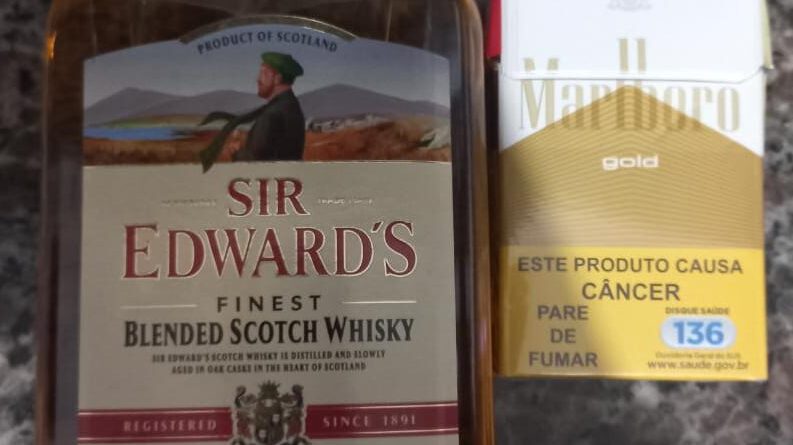 PRODUCT OF SCOTLAND
SIR
EDWARD'S
FINEST
BLENDED SCOTCH WHISKY
SIR EDWARD'S SCOTCH WHISKY IS DISTILLED AND SLOWLY
AGED IN OAK CASKS IN THE HEART OF SCOTLAND
REGISTERED SINCE 1891
Marlboro
gold
ESTE PRODUTO CAUSA
CÂNCER
PARE
DE
FUMAR
DISQUE SAÚDE
136
Ouvidoria Geral do SUS
www.saude.gov.br